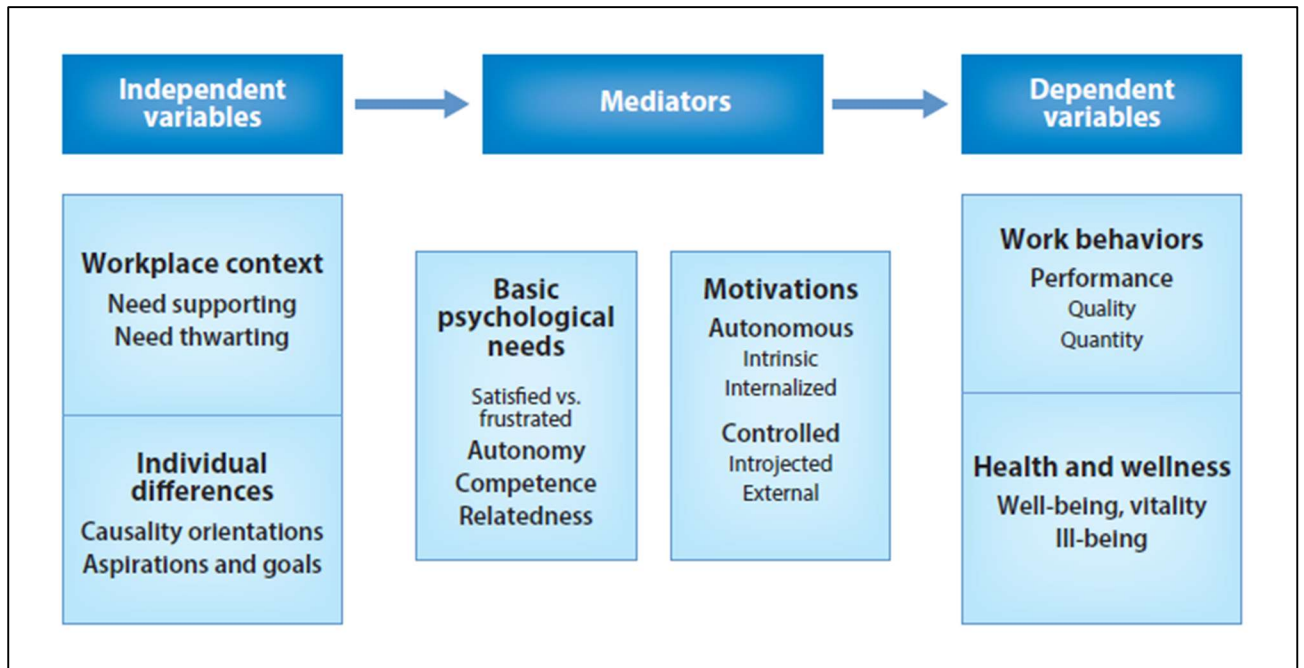 Independent
variables
Mediators
Dependent
variables
Workplace context
Need supporting
Need thwarting
Individual
differences
Causality orientations
Aspirations and goals
Basic
psychological
needs
Satisfied vs.
frustrated
Autonomy
Competence
Relatedness
Motivations
Autonomous
Intrinsic
Internalized
Controlled
Introjected
External
Work behaviors
Performance
Quality
Quantity
Health and wellness
Well-being, vitality
Ill-being